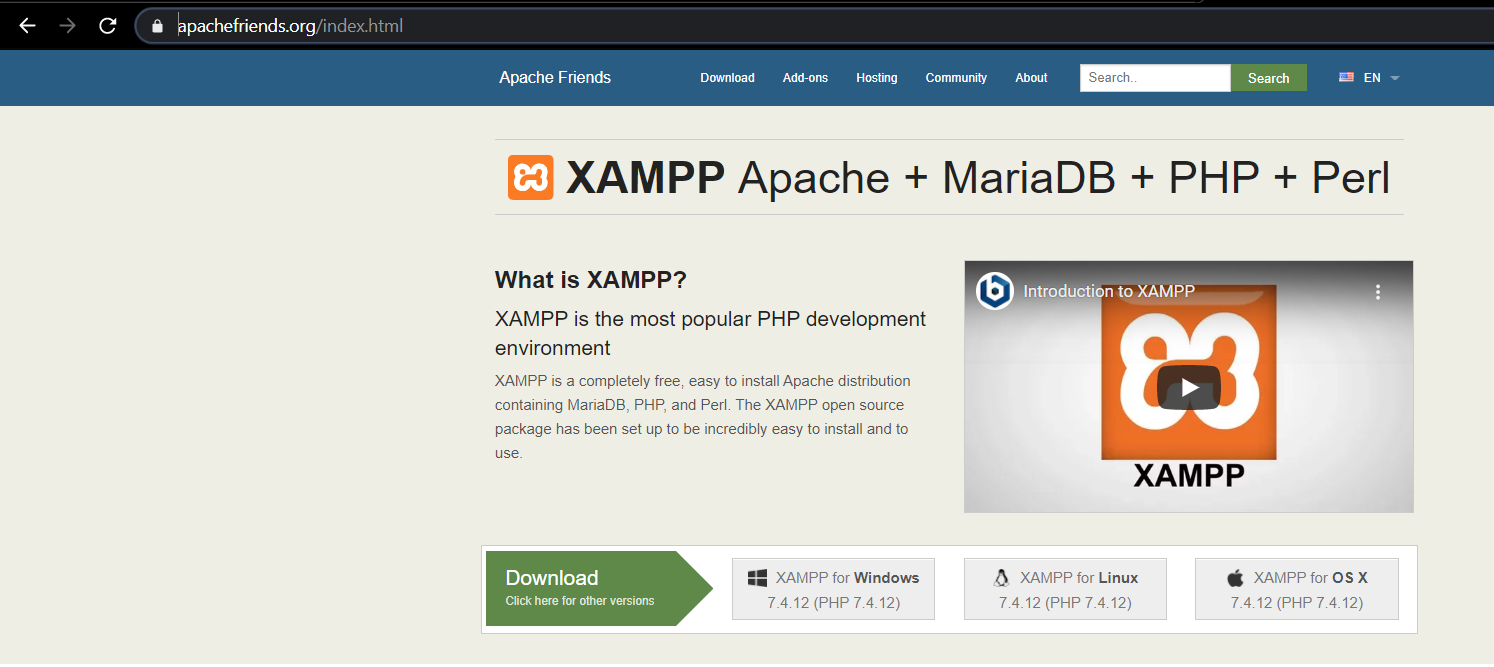 apachefriends.org/index.html
Apache Friends
Download
Add-ons
Hosting
Community
About
Search..
Search
EN
XAMPP Apache + MariaDB + PHP + Perl
What is XAMPP?
XAMPP is the most popular PHP development
environment
XAMPP is a completely free, easy to install Apache distribution
containing MariaDB, PHP, and Perl. The XAMPP open source
package has been set up to be incredibly easy to install and to
use.
Introduction to XAMPP
XAMPP
Download
Click here for other versions
XAMPP for Windows
7.4.12 (PHP 7.4.12)
XAMPP for Linux
7.4.12 (PHP 7.4.12)
XAMPP for OS X
7.4.12 (PHP 7.4.12)